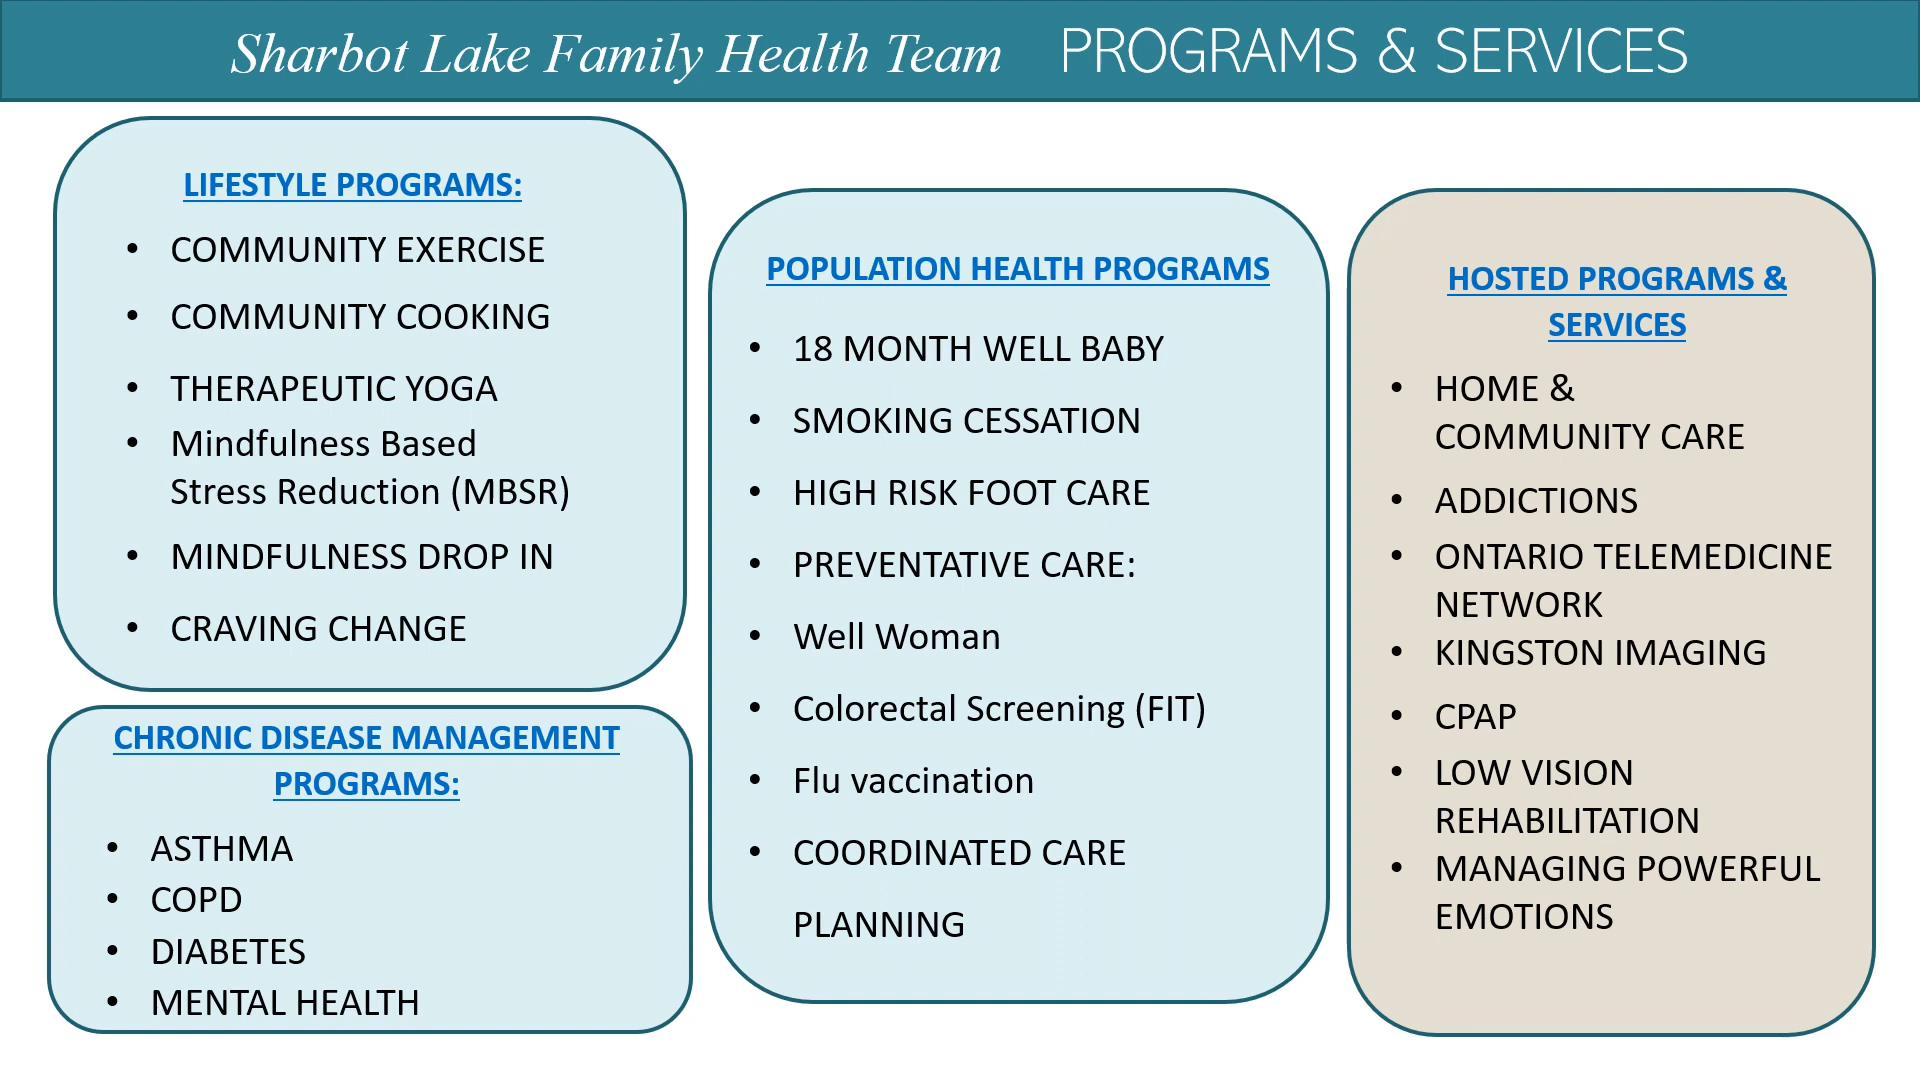 Sharbot Lake Family Health Team PROGRAMS & SERVICES
LIFESTYLE PROGRAMS:
• COMMUNITY EXERCISE
• COMMUNITY COOKING
• THERAPEUTIC YOGA
• Mindfulness Based
Stress Reduction (MBSR)
• MINDFULNESS DROP IN
• CRAVING CHANGE
CHRONIC DISEASE MANAGEMENT
PROGRAMS:
• ASTHMA
• COPD
• DIABETES
• MENTAL HEALTH
POPULATION HEALTH PROGRAMS
• 18 MONTH WELL BABY
• SMOKING CESSATION
• HIGH RISK FOOT CARE
• PREVENTATIVE CARE:
• Well Woman
• Colorectal Screening (FIT)
• Flu vaccination
• COORDINATED CARE
PLANNING
HOSTED PROGRAMS &
SERVICES
• HOME &
COMMUNITY CARE
• ADDICTIONS
• ONTARIO TELEMEDICINE
NETWORK
• KINGSTON IMAGING
• CPAP
• LOW VISION
REHABILITATION
• MANAGING POWERFUL
EMOTIONS